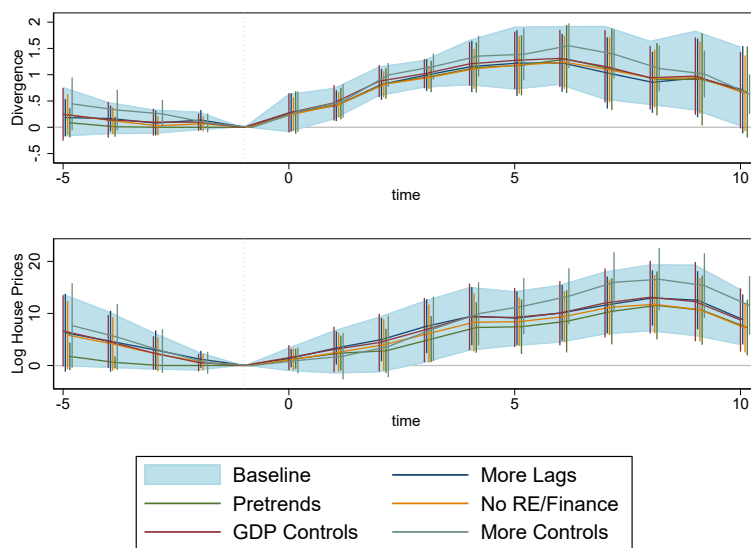 Divergence
2
1.5
1
.5
0
-.5
-5
0
5
10
time
Log House Prices
20
10
0
-5
0
5
10
time
Baseline
More Lags
Pretrends
No RE/Finance
GDP Controls
More Controls